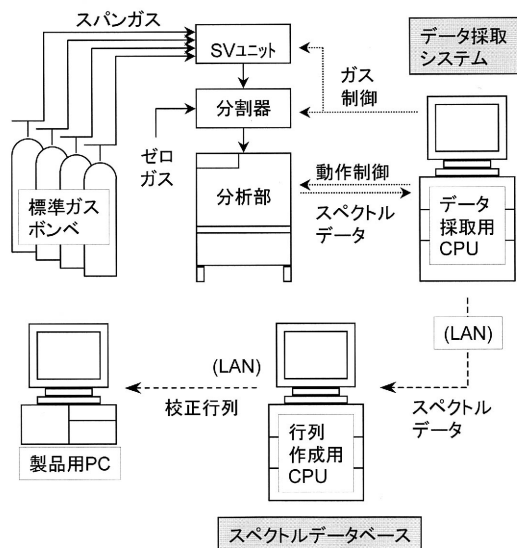 スパンガス
SVユニット
データ採取
システム
ガス
制御
分割器
ゼロ
ガス
分析部
動作制御
スペクトル
データ
標準ガス
ボンベ
データ
採取用
CPU
(LAN)
(LAN)
校正行列
スペクトル
データ
行列
作成用
CPU
製品用PC
スペクトルデータベース